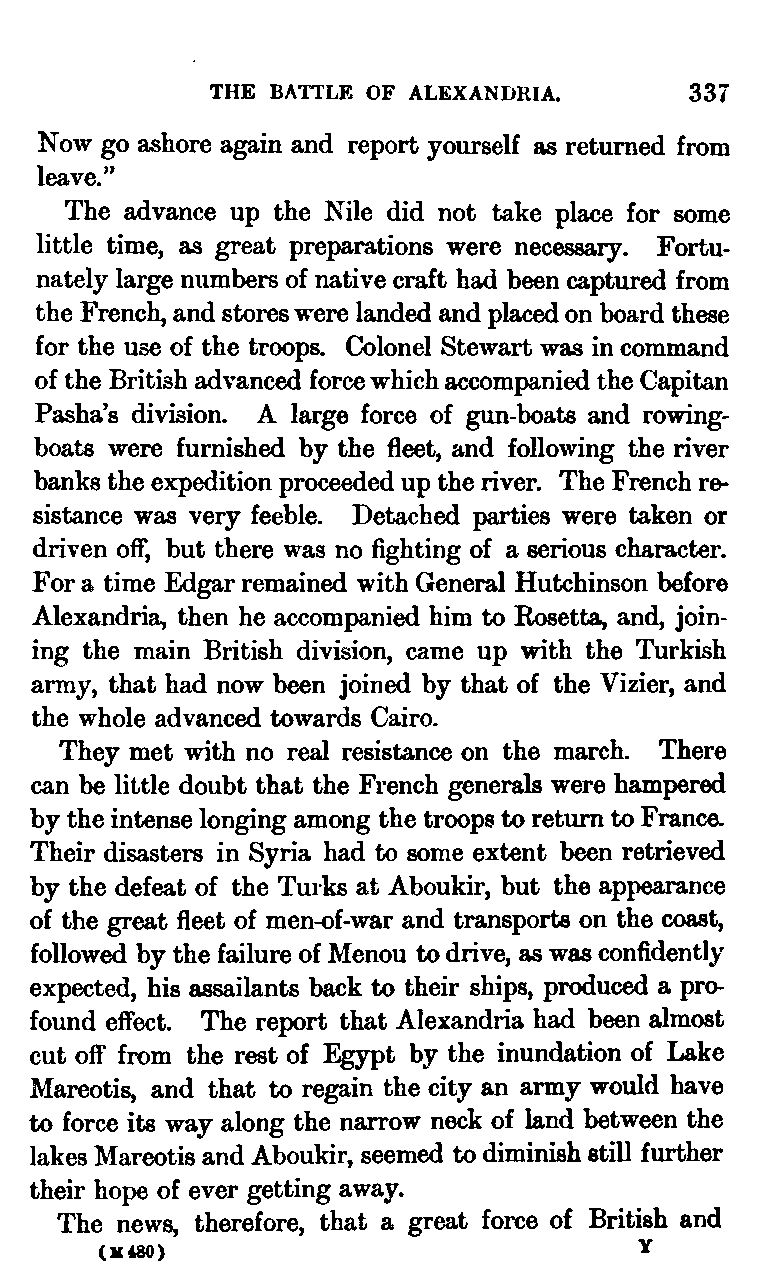 THE BATTLE OF ALEXANDRIA. 337
Now go ashore again and report yourself as returned from
leave."
The advance up the Nile did not take place for some
little time, as great preparations were necessary. Fortu-
nately large numbers of native craft had been captured from
the French, and stores were landed and placed on board these
for the use of the troops. Colonel Stewart was in command
of the British advanced force which accompanied the Capitan
Pasha's division. A large force of gun-boats and rowing-
boats were furnished by the fleet, and following the river
banks the expedition proceeded up the river. The French re-
sistance was very feeble. Detached parties were taken or
driven off, but there was no fighting of a serious character.
For a time Edgar remained with General Hutchinson before
Alexandria, then he accompanied him to Rosetta, and, join-
ing the main British division, came up with the Turkish
army, that had now been joined by that of the Vizier, and
the whole advanced towards Cairo.
They met with no real resistance on the march. There
can be little doubt that the French generals were hampered
by the intense longing among the troops to return to France.
Their disasters in Syria had to some extent been retrieved
by the defeat of the Turks at Aboukir, but the appearance
of the great fleet of men-of-war and transports on the coast,
followed by the failure of Menou to drive, as was confidently
expected, his assailants back to their ships, produced a pro-
found effect. The report that Alexandria had been almost
cut off from the rest of Egypt by the inundation of Lake
Mareotis, and that to regain the city an army would have
to force its way along the narrow neck of land between the
lakes Mareotis and Aboukir, seemed to diminish still further
their hope of ever getting away.
The news, therefore, that a great force of British and
(M 480) Y